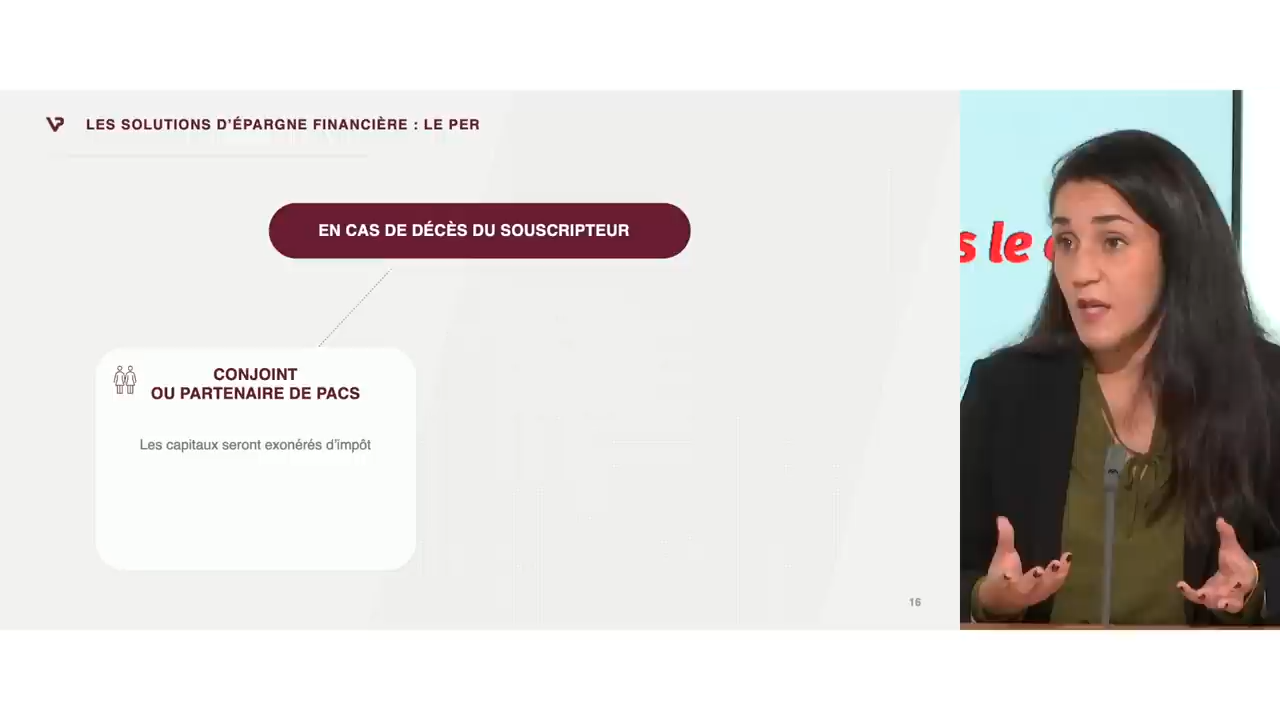 LES SOLUTIONS D'ÉPARGNE FINANCIÈRE : LE PER
EN CAS DE DÉCÈS DU SOUSCRIPTEUR
CONJOINT
OU PARTENAIRE DE PACS
Les capitaux seront exonérés d'impôt
16
s le